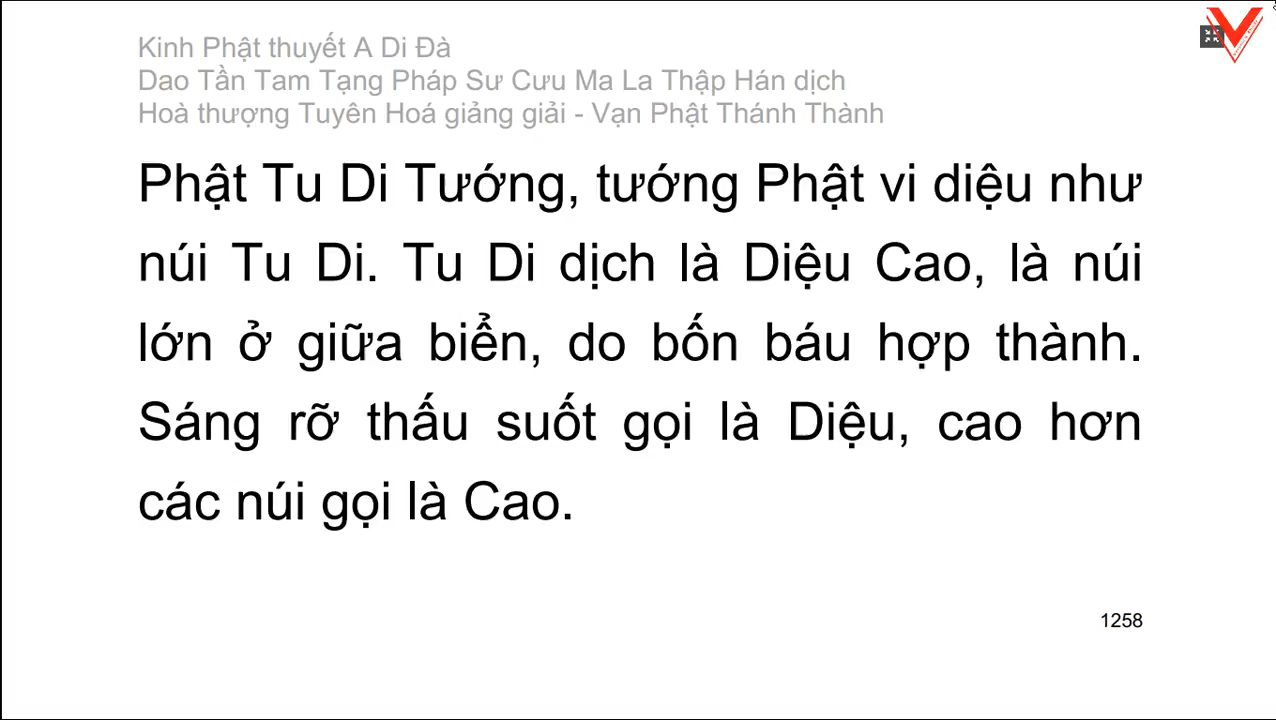 Kinh Phật thuyết A Di Đà
Dao Tần Tam Tạng Pháp Sư Cưu Ma La Thập Hán dịch
Hoà thượng Tuyên Hoá giảng giải - Vạn Phật Thánh Thành
Phật Tu Di Tướng, tướng Phật vi diệu như
núi Tu Di. Tu Di dịch là Diệu Cao, là núi
lớn ở giữa biển, do bốn báu hợp thành.
Sáng rỡ thấu suốt gọi là Diệu, cao hơn
các núi gọi là Cao.
1258